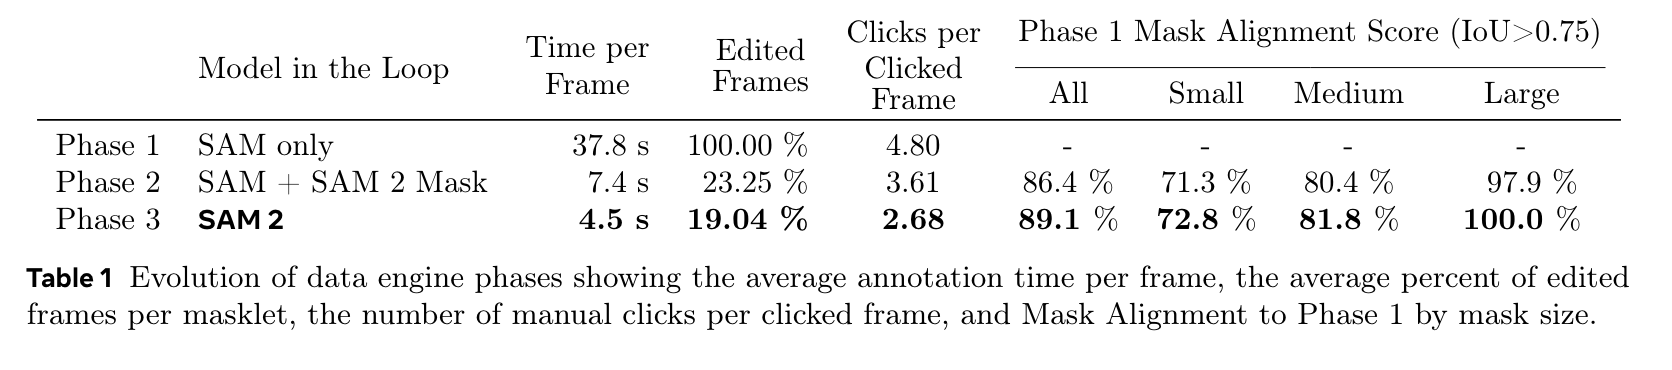 Model in the Loop Time per Frame Edited Frames Clicks per Clicked Frame Phase 1 Mask Alignment Score (IoU>0.75)
All Small Medium Large
Phase 1 SAM only 37.8 s 100.00 % 4.80 - - - -
Phase 2 SAM + SAM 2 Mask 7.4 s 23.25 % 3.61 86.4 % 71.3 % 80.4 % 97.9 %
Phase 3 SAM 2 4.5 s 19.04 % 2.68 89.1 % 72.8 % 81.8 % 100.0 %
Table 1 Evolution of data engine phases showing the average annotation time per frame, the average percent of edited
frames per masklet, the number of manual clicks per clicked frame, and Mask Alignment to Phase 1 by mask size.